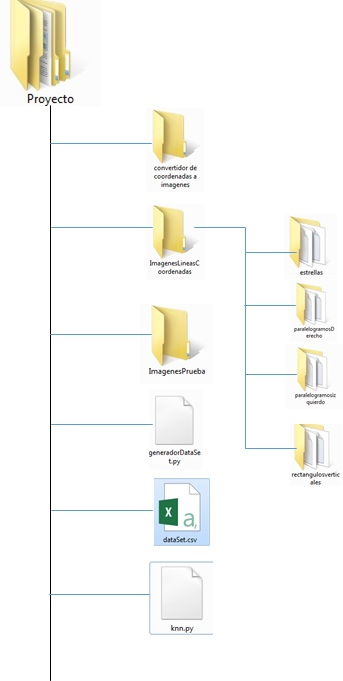 Proyecto
convertidor de
coordenadas a
imagenes
ImagenesLineasC
oordenadas
estrellas
paralelogramosD
erecho
paralelogramosiz
quierdo
ImagenesPrueba
generadorDataSe
t.py
rectangulosvertic
ales
X
a,
dataSet.csv
knn.py